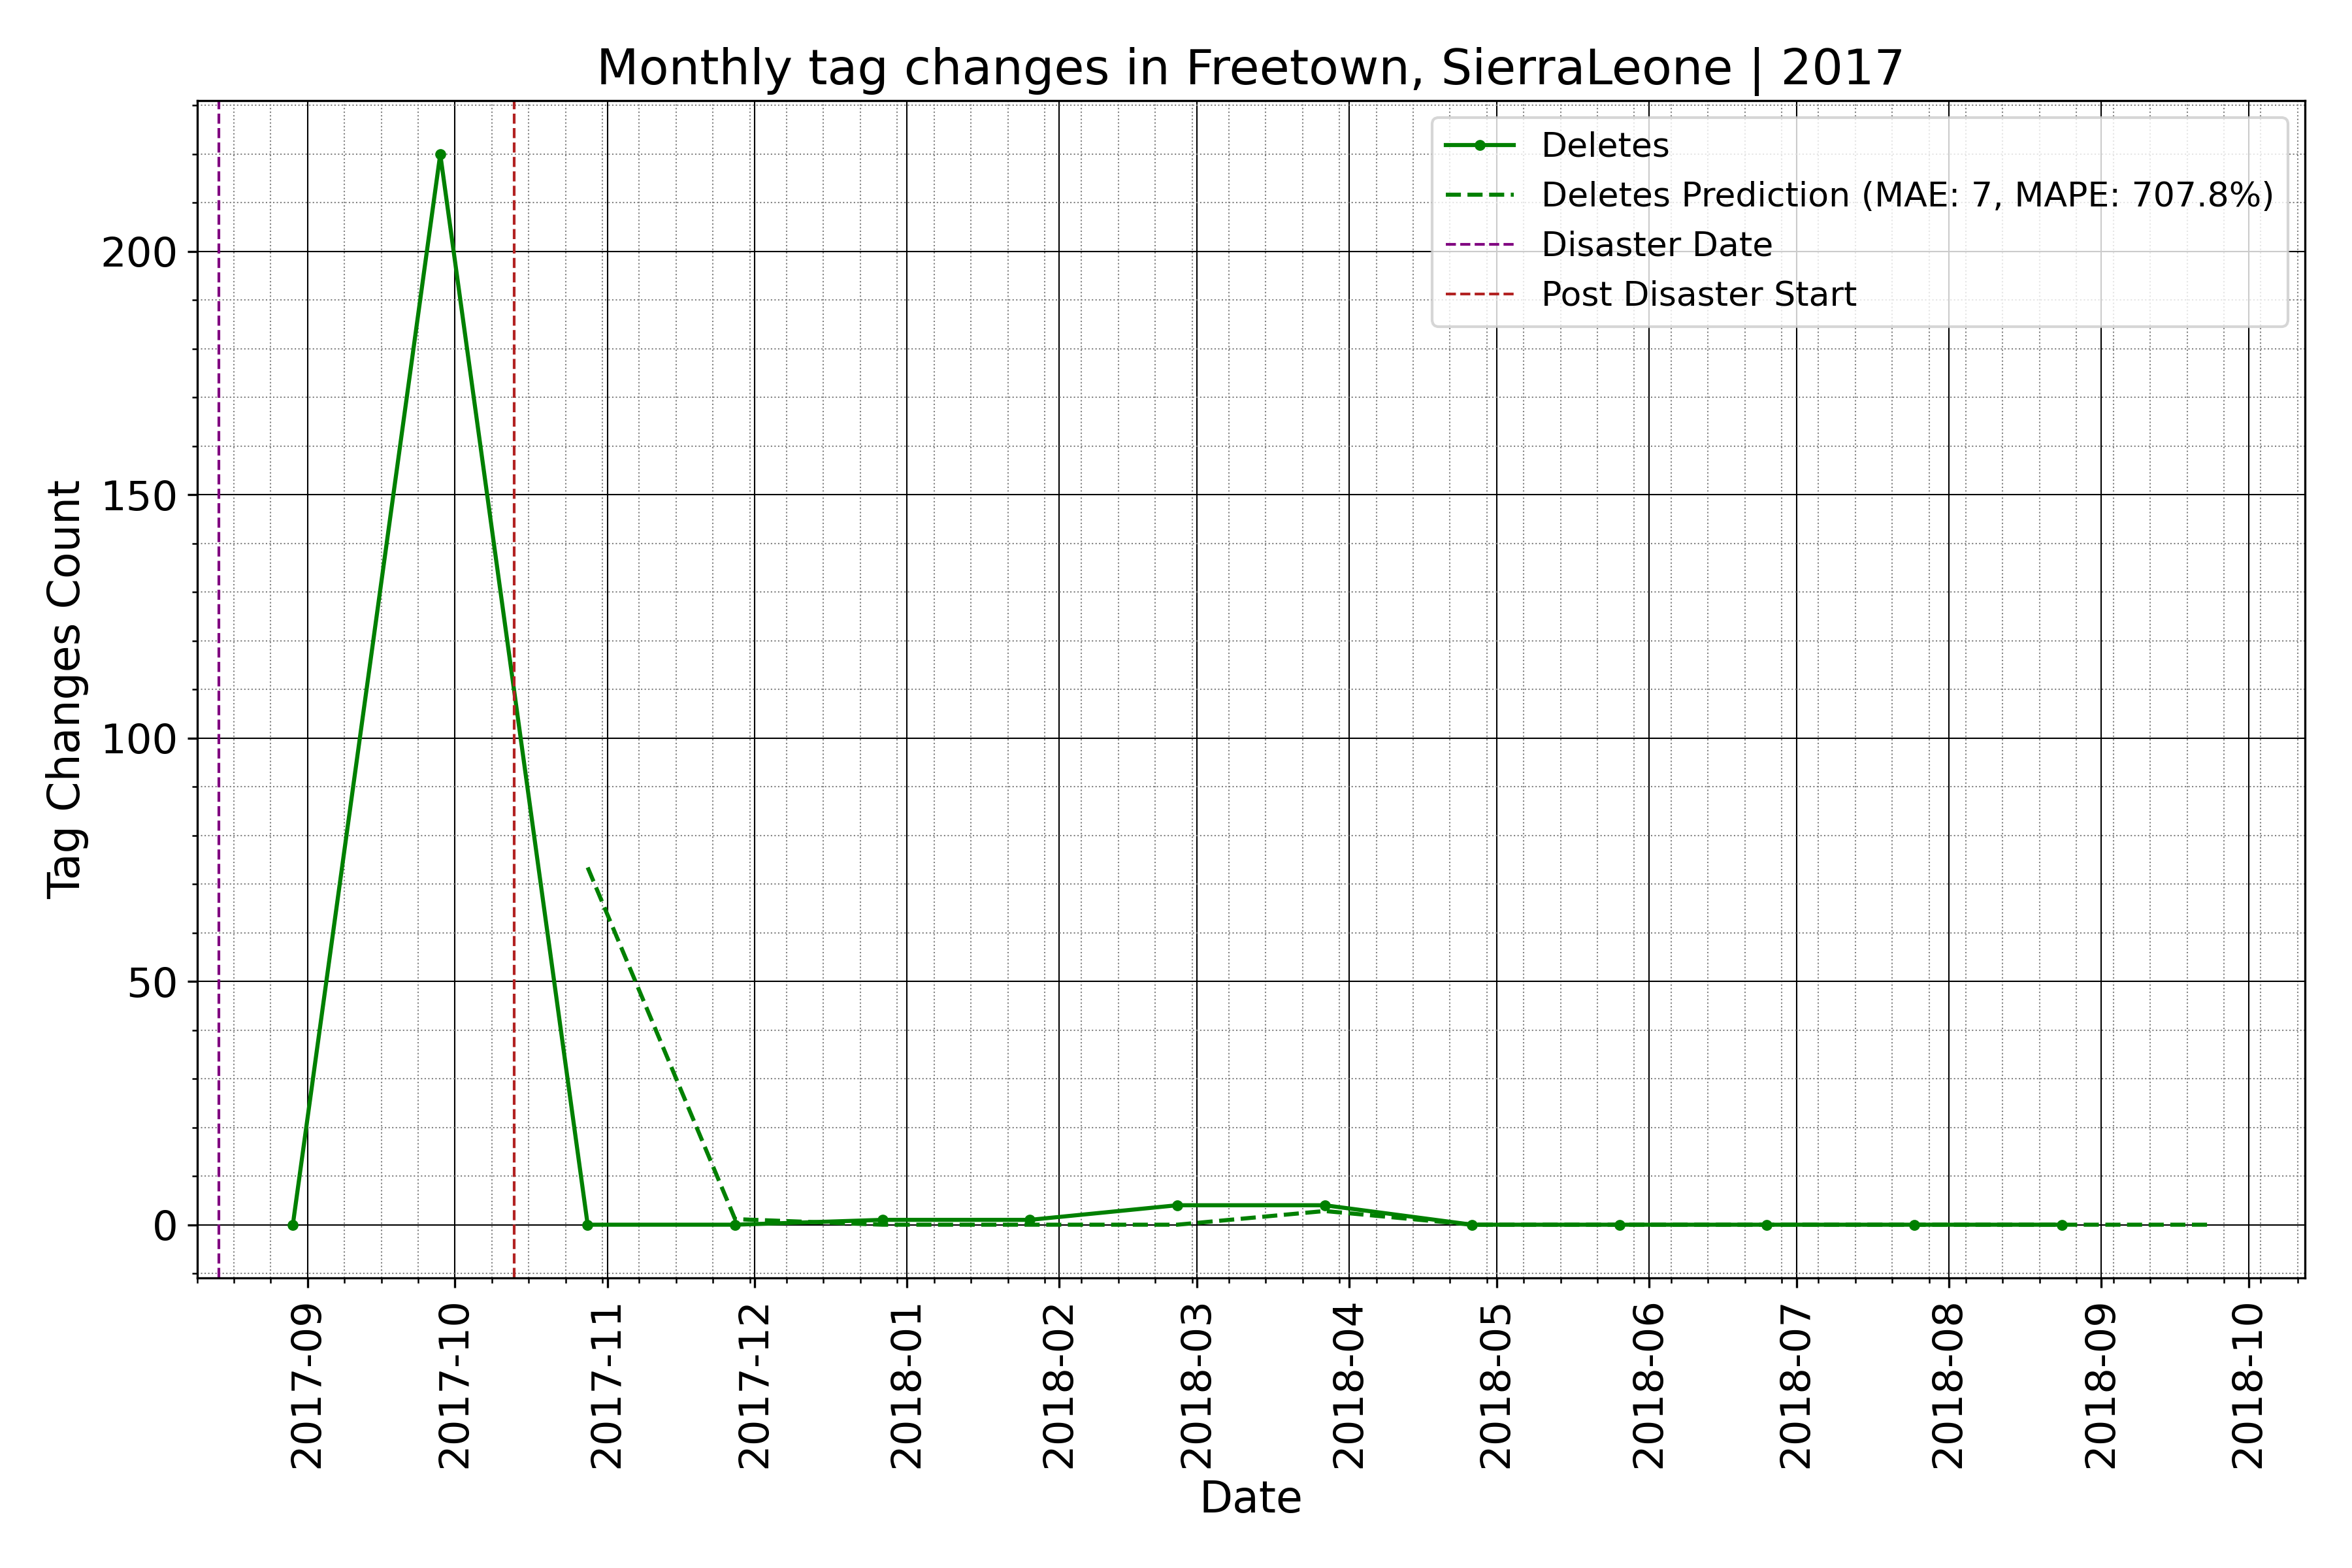 Monthly tag changes in Freetown, SierraLeone | 2017
Deletes
Deletes Prediction (MAE: 7, MAPE: 707.8%)
Disaster Date
Post Disaster Start
Tag Changes Count
200
150
100
50
0
2017-09
2017-10
2017-11
2017-12
2018-01
2018-02
2018-03
2018-04
2018-05
2018-06
2018-07
2018-08
2018-09
2018-10
Date